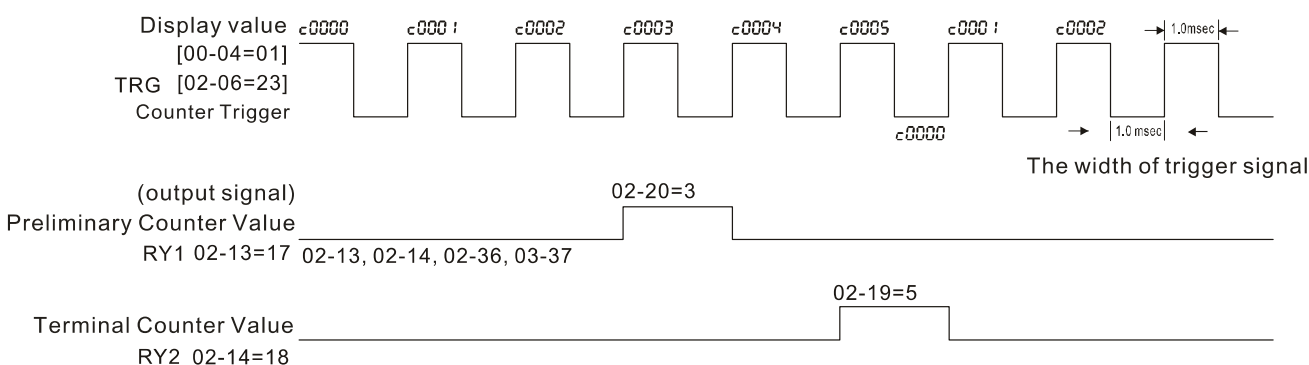 Display value c0000 c0001 c0002 c0003 c0004 c0005 c0001 c0002 1.0msec
[00-04=01]
TRG [02-06=23]
Counter Trigger
c0000 1.0 msec
The width of trigger signal
(output signal) 02-20=3
Preliminary Counter Value
RY1 02-13=17 02-13, 02-14, 02-36, 03-37
02-19=5
Terminal Counter Value
RY2 02-14=18